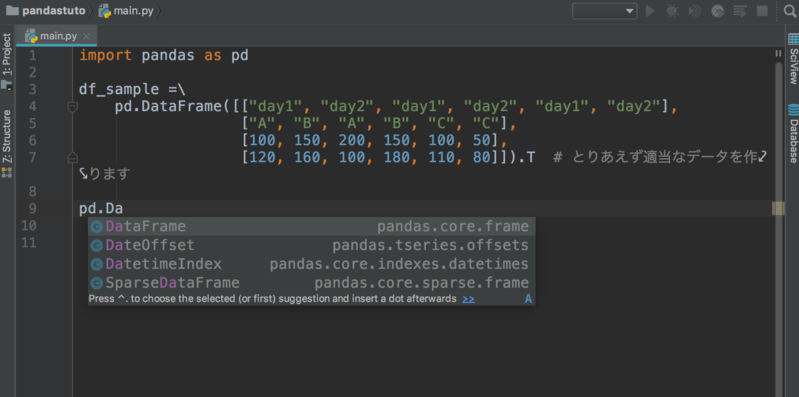 pandastuto main.py
main.py
1: Project
7: Structure
SciView
Database
1 import pandas as pd
2
3 df_sample =\
4 pd.DataFrame([["day1", "day2", "day1", "day2", "day1", "day2"],
5 ["A", "B", "A", "B", "C", "C"],
6 [100, 150, 200, 150, 100, 50],
7 [120, 160, 100, 180, 110, 80]]).T # とりあえず適当なデータを作
ります
8
9 pd.Da
10
11
DataFrame pandas.core.frame
DateOffset pandas.tseries.offsets
DatetimeIndex pandas.core.indexes.datetimes
SparseDataFrame pandas.core.sparse.frame
Press ^. to choose the selected (or first) suggestion and insert a dot afterwards >> A